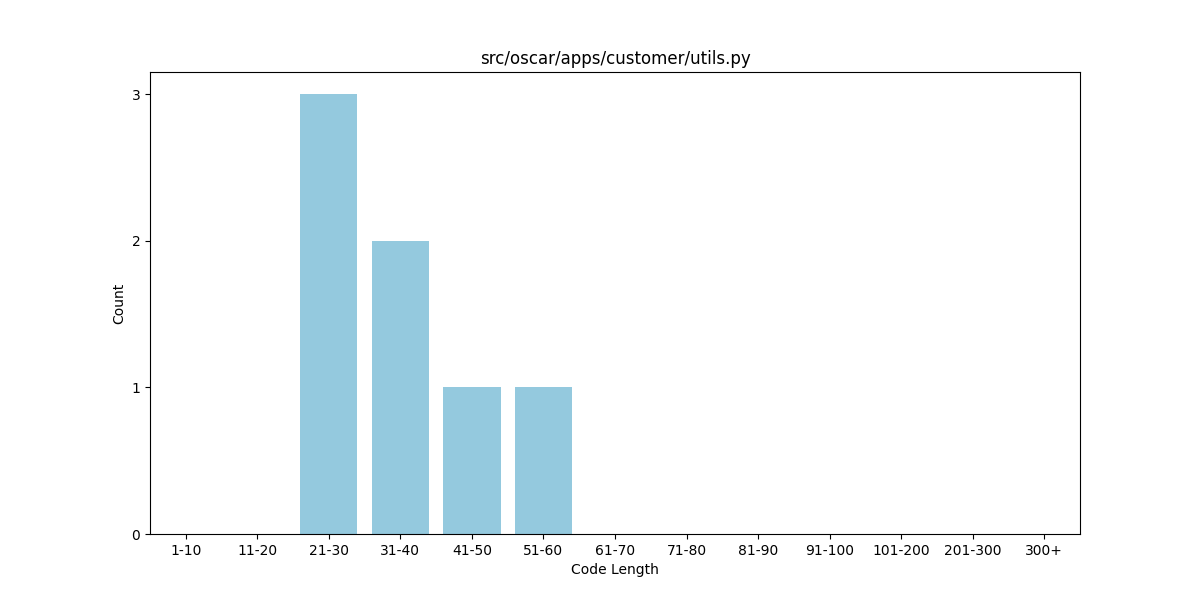 src/oscar/apps/customer/utils.py
3
2
1
0
Count
1-10 11-20 21-30 31-40 41-50 51-60 61-70 71-80 81-90 91-100 101-200 201-300 300+
Code Length